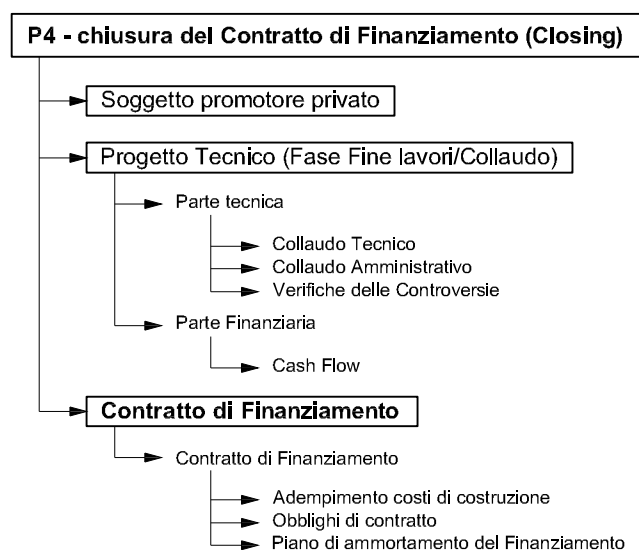 P4 - chiusura del Contratto di Finanziamento (Closing)
Soggetto promotore privato
Progetto Tecnico (Fase Fine lavori/Collaudo)
Parte tecnica
Collaudo Tecnico
Collaudo Amministrativo
Verifiche delle Controversie
Parte Finanziaria
Cash Flow
Contratto di Finanziamento
Contratto di Finanziamento
Adempimento costi di costruzione
Obblighi di contratto
Piano di ammortamento del Finanziamento